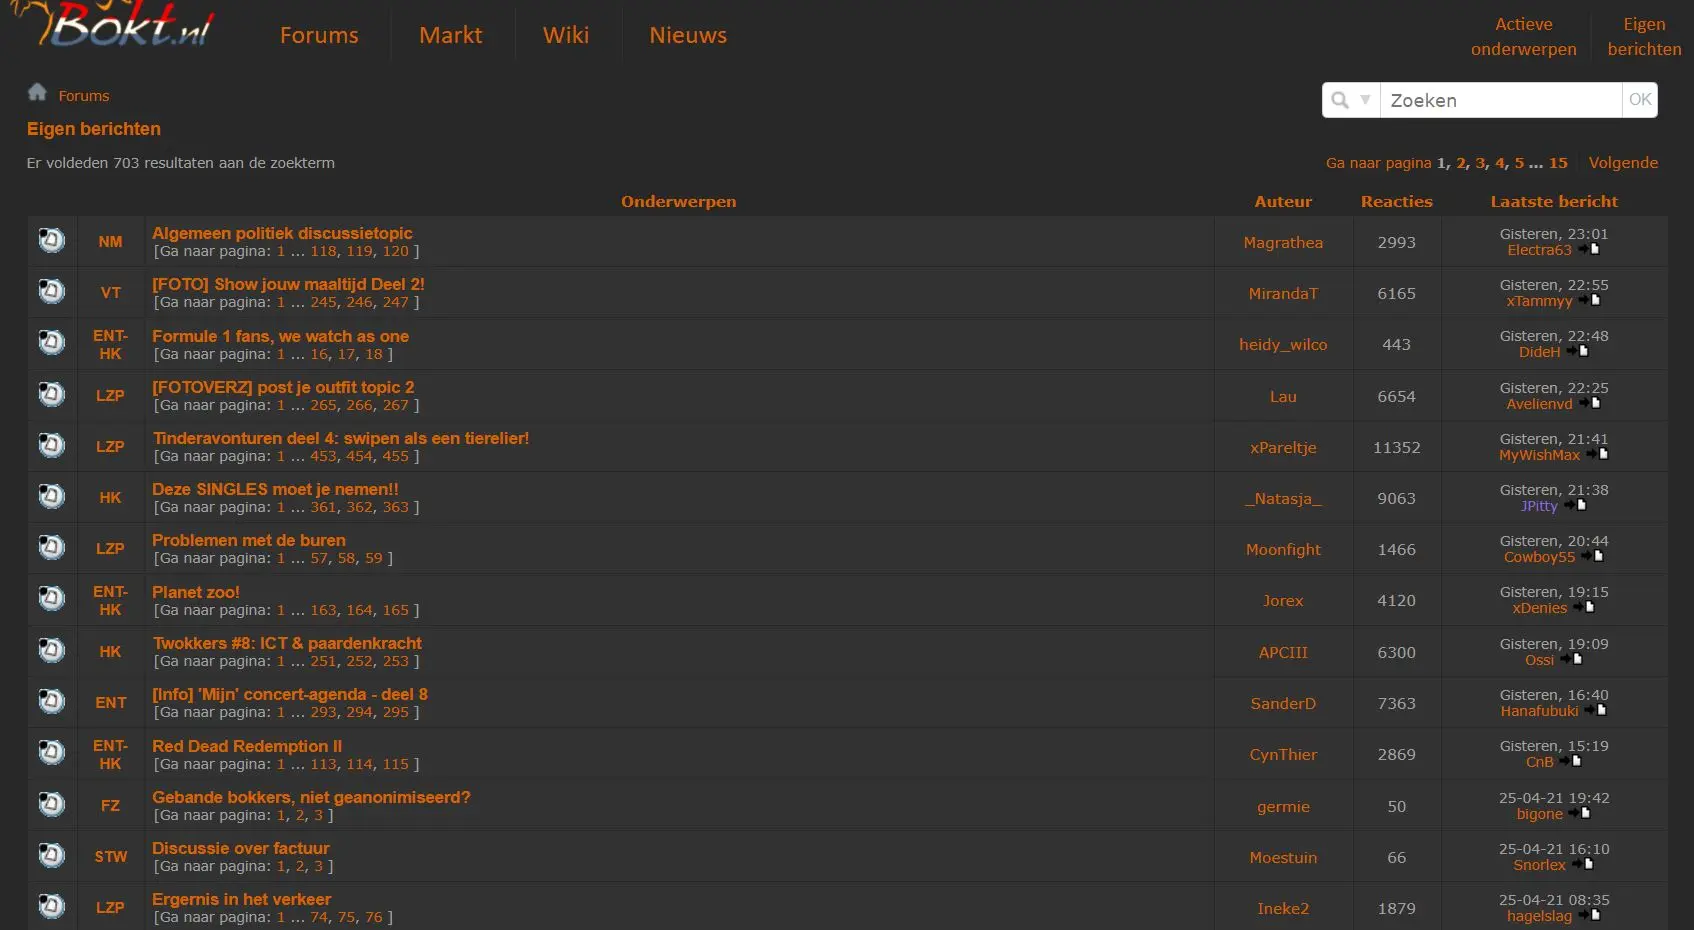 Bokt.nl
Forums Markt Wiki Nieuws
Actieve onderwerpen
Eigen berichten
Forums
Zoeken OK
Eigen berichten
Er voldeden 703 resultaten aan de zoekterm
Ga naar pagina 1, 2, 3, 4, 5 ... 15 Volgende
Onderwerpen Auteur Reacties Laatste bericht
NM Algemeen politiek discussietopic Magrathea 2993 Gisteren, 23:01
[Ga naar pagina: 1 ... 118, 119, 120 ] Electra63
VT [FOTO] Show jouw maaltijd Deel 2! MirandaT 6165 Gisteren, 22:55
[Ga naar pagina: 1 ... 245, 246, 247 ] xTammyy
ENT-HK Formule 1 fans, we watch as one heidy_wilco 443 Gisteren, 22:48
[Ga naar pagina: 1 ... 16, 17, 18 ] DideH
LZP [FOTOVERZ] post je outfit topic 2 Lau 6654 Gisteren, 22:25
[Ga naar pagina: 1 ... 265, 266, 267 ] Avelienvd
LZP Tinderavonturen deel 4: swipen als een tierelier! xPareltje 11352 Gisteren, 21:41
[Ga naar pagina: 1 ... 453, 454, 455 ] MyWishMax
HK Deze SINGLES moet je nemen!! _Natasja_ 9063 Gisteren, 21:38
[Ga naar pagina: 1 ... 361, 362, 363 ] JPitty
LZP Problemen met de buren Moonfight 1466 Gisteren, 20:44
[Ga naar pagina: 1 ... 57, 58, 59 ] Cowboy55
ENT-HK Planet zoo! Jorex 4120 Gisteren, 19:15
[Ga naar pagina: 1 ... 163, 164, 165 ] xDenies
HK Twokkers #8: ICT & paardenkracht APCIII 6300 Gisteren, 19:09
[Ga naar pagina: 1 ... 251, 252, 253 ] Ossi
ENT [Info] 'Mijn' concert-agenda - deel 8 SanderD 7363 Gisteren, 16:40
[Ga naar pagina: 1 ... 293, 294, 295 ] Hanafubuki
ENT-HK Red Dead Redemption II CynThier 2869 Gisteren, 15:19
[Ga naar pagina: 1 ... 113, 114, 115 ] CnB
FZ Gebande bokkers, niet geanonimiseerd? germie 50 25-04-21 19:42
[Ga naar pagina: 1, 2, 3 ] bigone
STW Discussie over factuur Moestuin 66 25-04-21 16:10
[Ga naar pagina: 1, 2, 3 ] Snorlex
LZP Ergernis in het verkeer Ineke2 1879 25-04-21 08:35
[Ga naar pagina: 1 ... 74, 75, 76 ] hagelslag